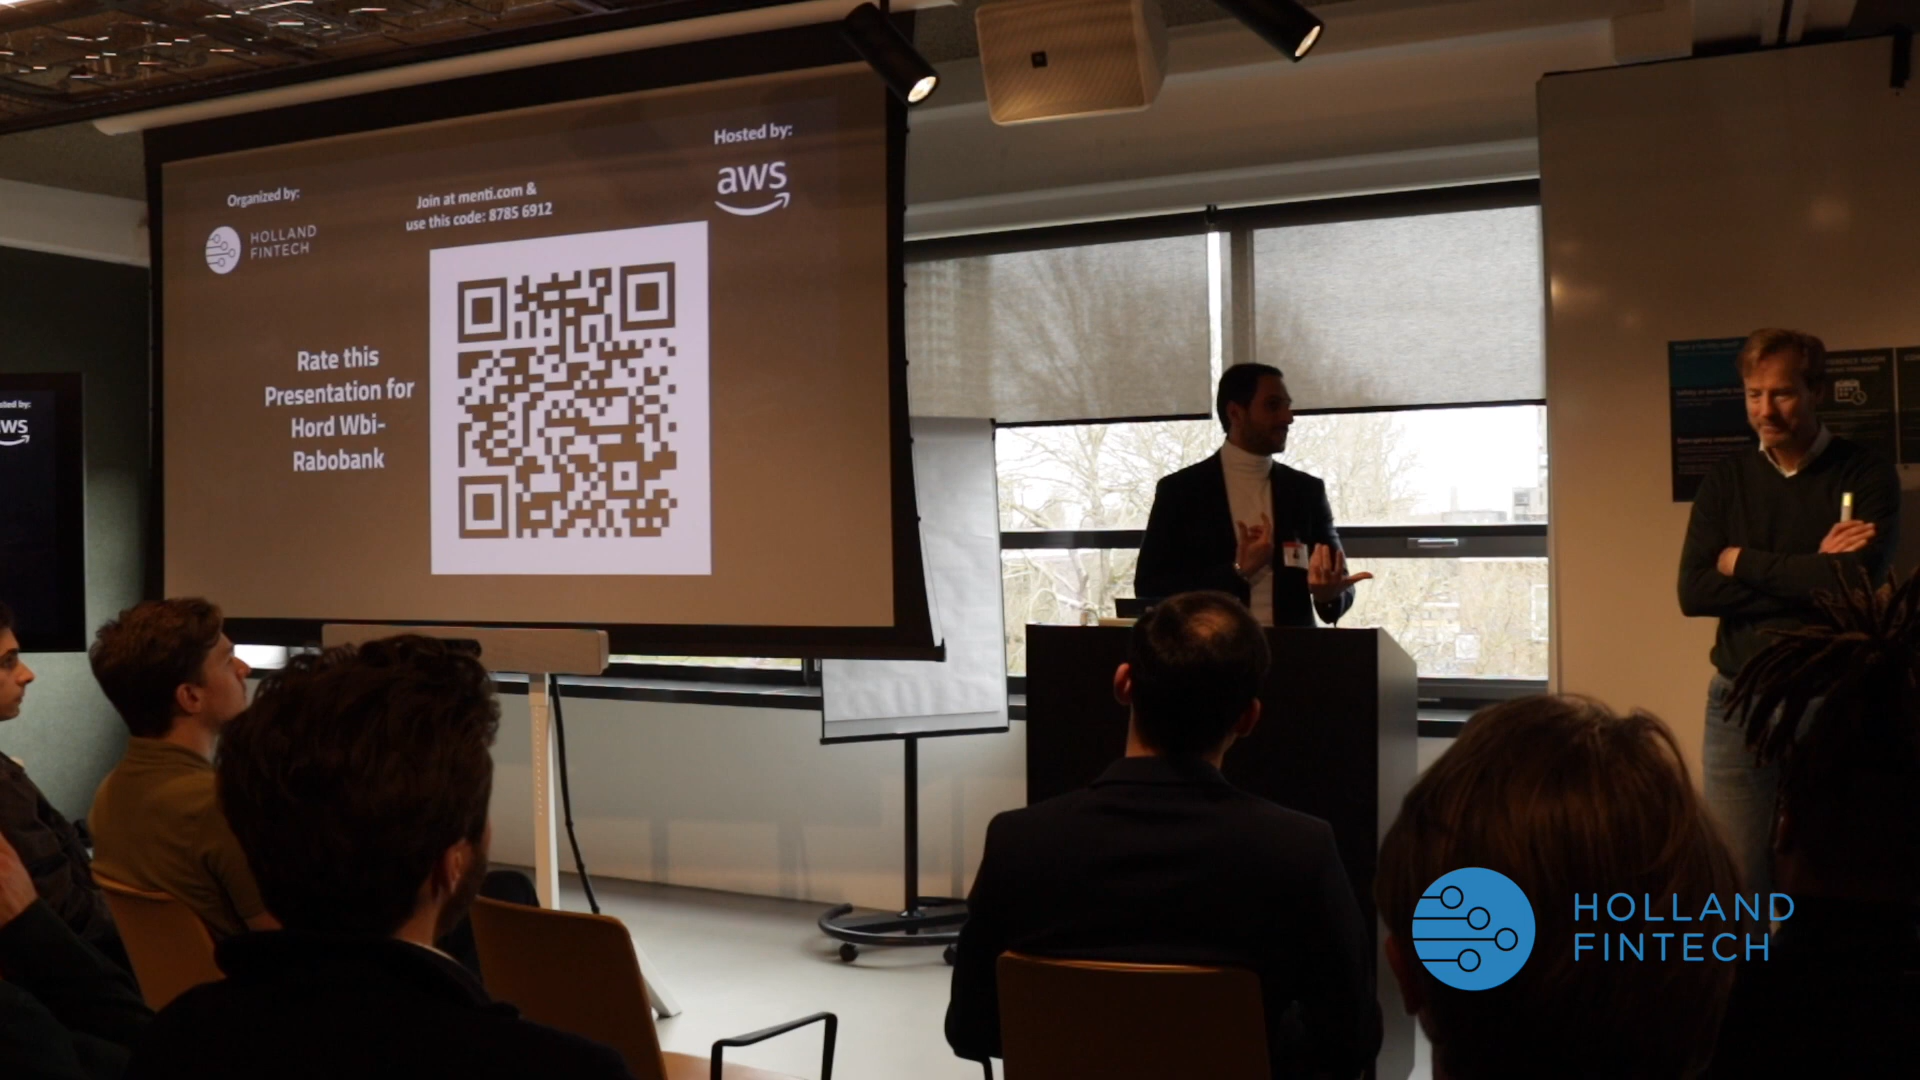 Organized by:
HOLLAND
FINTECH
Join at menti.com &
use this code: 8785 6912
Hosted by:
aws
Rate this
Presentation for
Hord Wbi-
Rabobank
HOLLAND
FINTECH